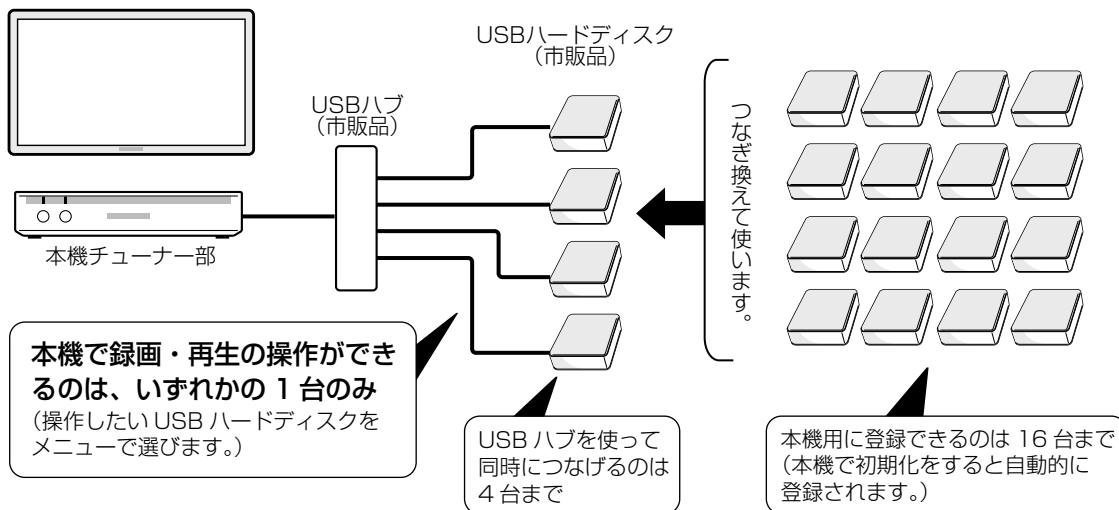 USBハードディスク
（市販品）
USBハブ
（市販品）
つなぎ換えて使います。
本機チューナー部
本機で録画・再生の操作ができ
るのは、いずれかの 1 台のみ
（操作したい USB ハードディスクを
メニューで選びます。）
USB ハブを使って
同時につなげるのは
4 台まで
本機用に登録できるのは 16 台まで
（本機で初期化をすると自動的に
登録されます。）